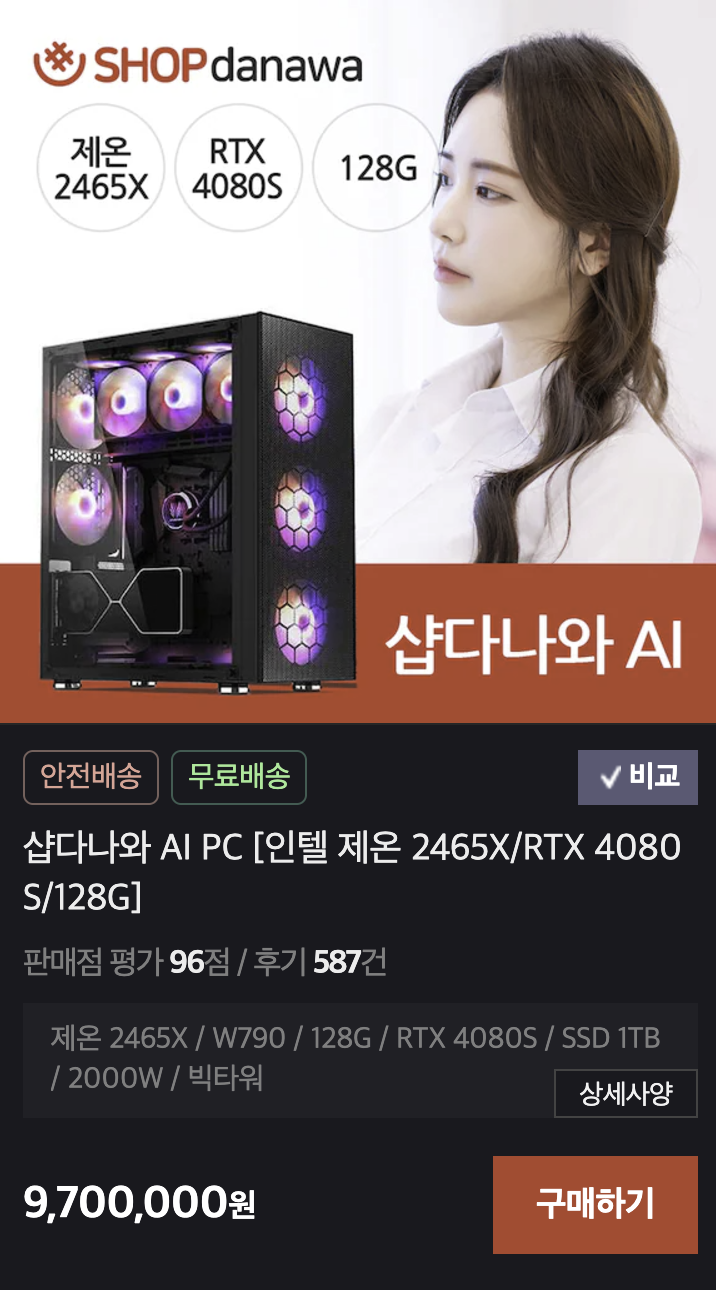 SHOPdanawa
제온
2465X
RTX
4080S
128G
샵다나와 AI
안전배송
무료배송
✓ 비교
샵다나와 AI PC [인텔 제온 2465X/RTX 4080
S/128G]
판매점 평가 96점 / 후기 587건
제온 2465X / W790 / 128G / RTX 4080S / SSD 1TB
/ 2000W / 빅타워
상세사양
9,700,000원
구매하기